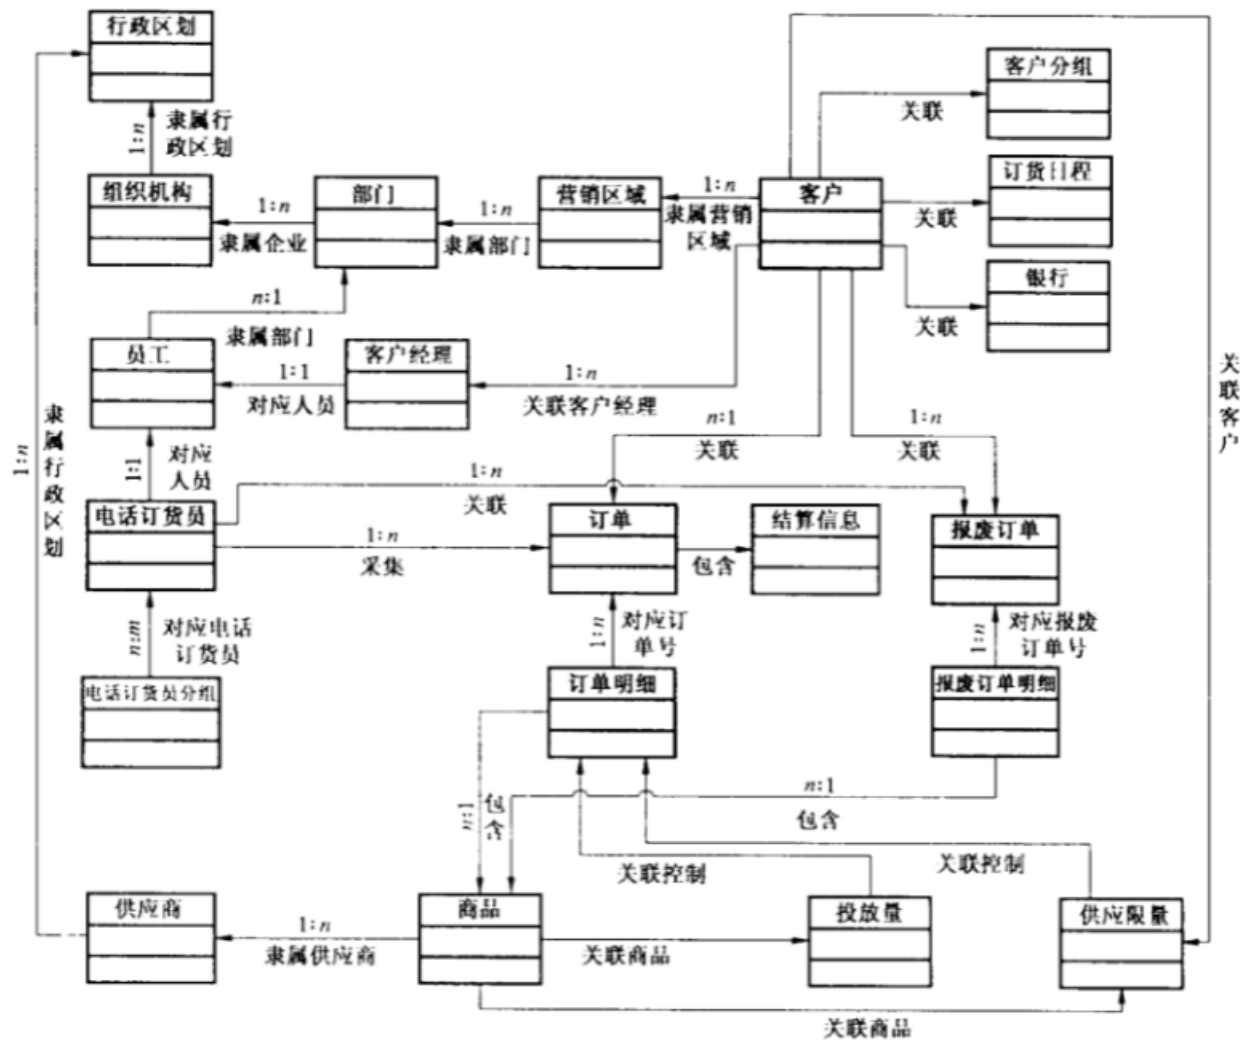 行政区划
客户分组
关联
1:n
隶属行
政区划
组织机构
部门
营销区域
客户
订货日程
1:n
隶属企业
1:n
隶属部门
1:n
隶属营销
区域
关联
银行
关联
n:1
隶属部门
员工
客户经理
1:1
对应人员
1:n
关联客户经理
关联客户
1:n
隶属行政区划
n:1
关联
1:n
关联
1:1
对应
人员
1:n
关联
电话订货员
订单
结算信息
报废订单
1:n
采集
包含
n:m
对应电话
订货员
1:n
对应订
单号
1:n
对应报废
订单号
电话订货员分组
订单明细
报废订单明细
n:1
包含
n:1
包含
关联控制
关联控制
供应商
商品
投放量
供应限量
1:n
隶属供应商
关联商品
关联商品